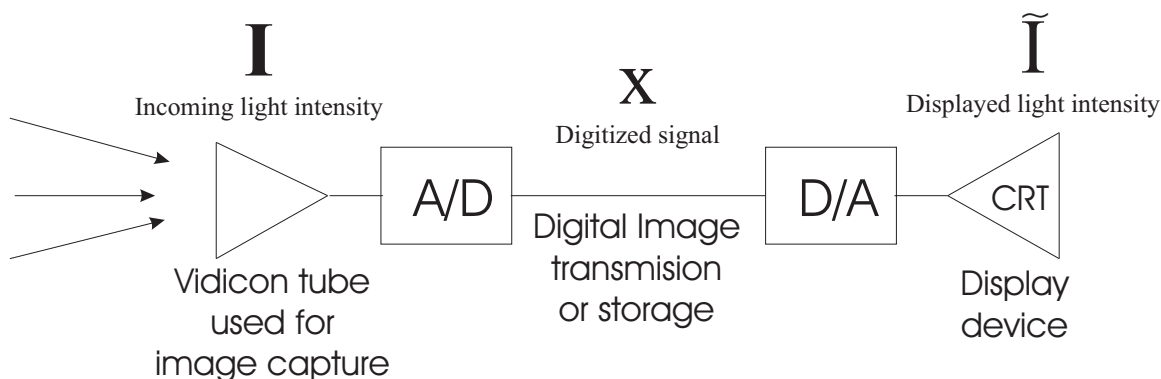 I
Incoming light intensity
X
Digitized signal
Ĩ
Displayed light intensity
A/D
D/A
CRT
Vidicon tube
used for
image capture
Digital Image
transmision
or storage
Display
device